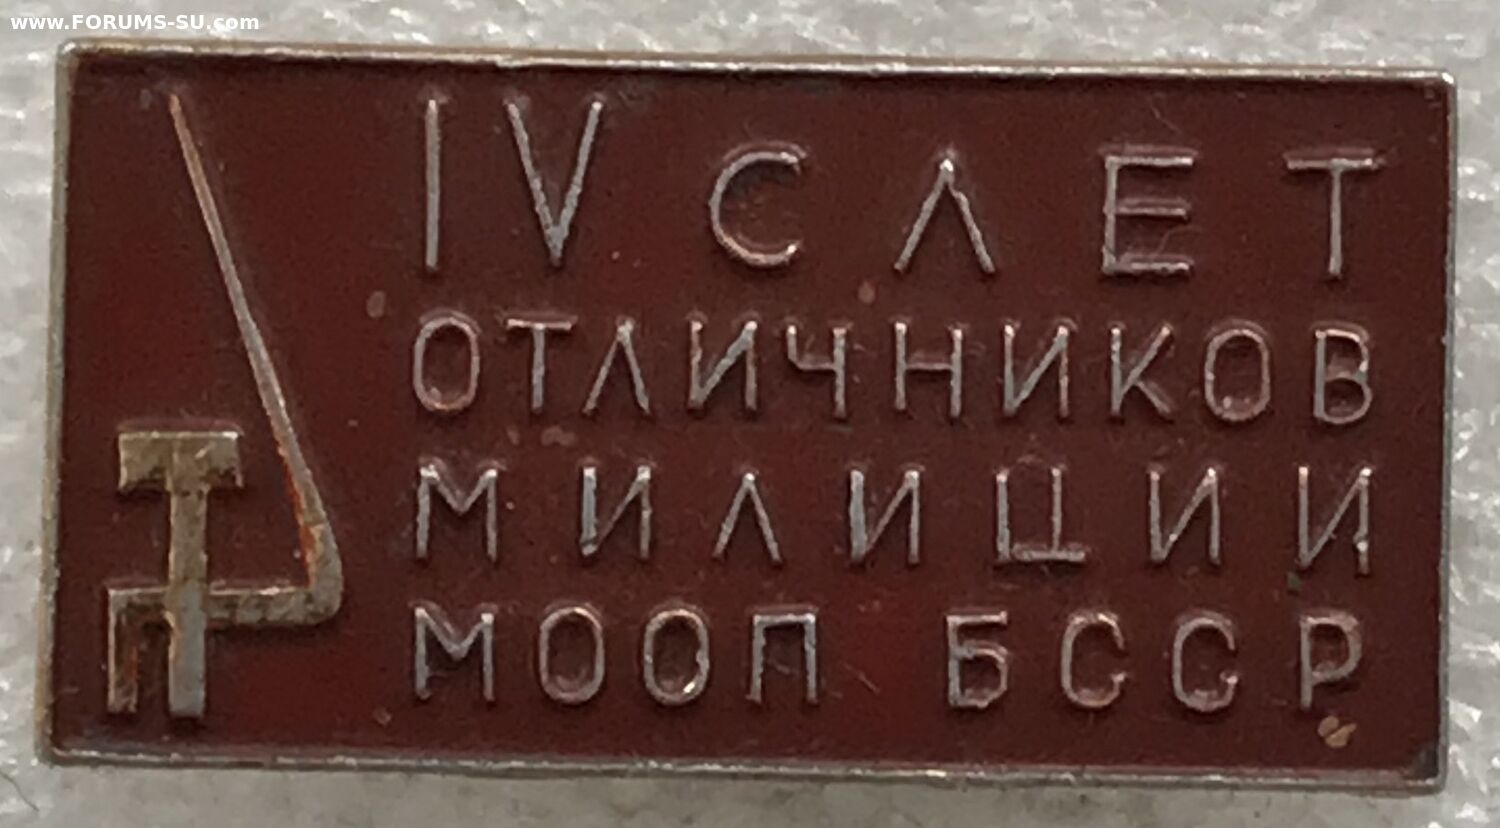 www.FORUMS-SU.com
IV СЛЕТ
ОТЛИЧНИКОВ
МИЛИЦИИ
МООП БССР